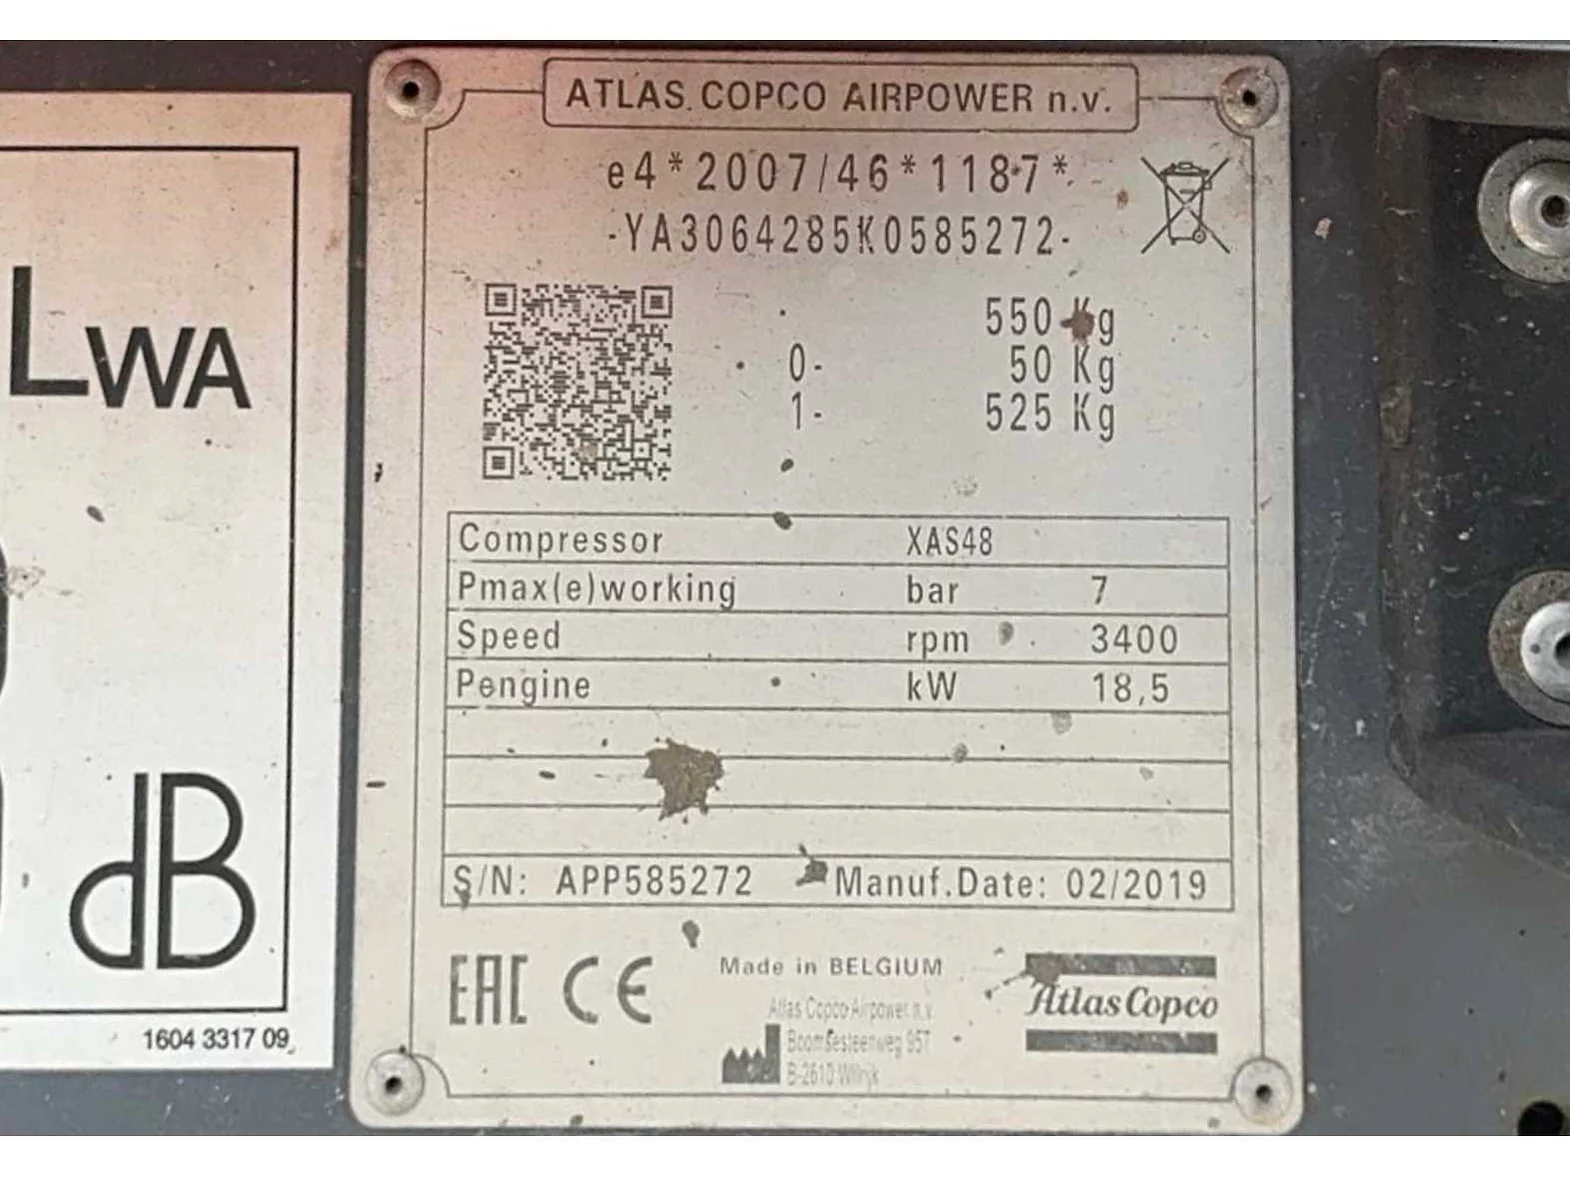 LWA
dB
1604 3317 09
ATLAS COPCO AIRPOWER n.v.
e4*2007/46*1187*
-YA3064285K0585272-
550 Kg
0- 50 Kg
1- 525 Kg
Compressor XAS48
Pmax(e)working bar 7
Speed rpm 3400
Pengine kW 18,5
S/N: APP585272 Manuf.Date: 02/2019
EAC CE
Made in BELGIUM
Atlas Copco Airpower n.v.
Boomsesteenweg 957
B-2610 Wilrijk
Atlas Copco